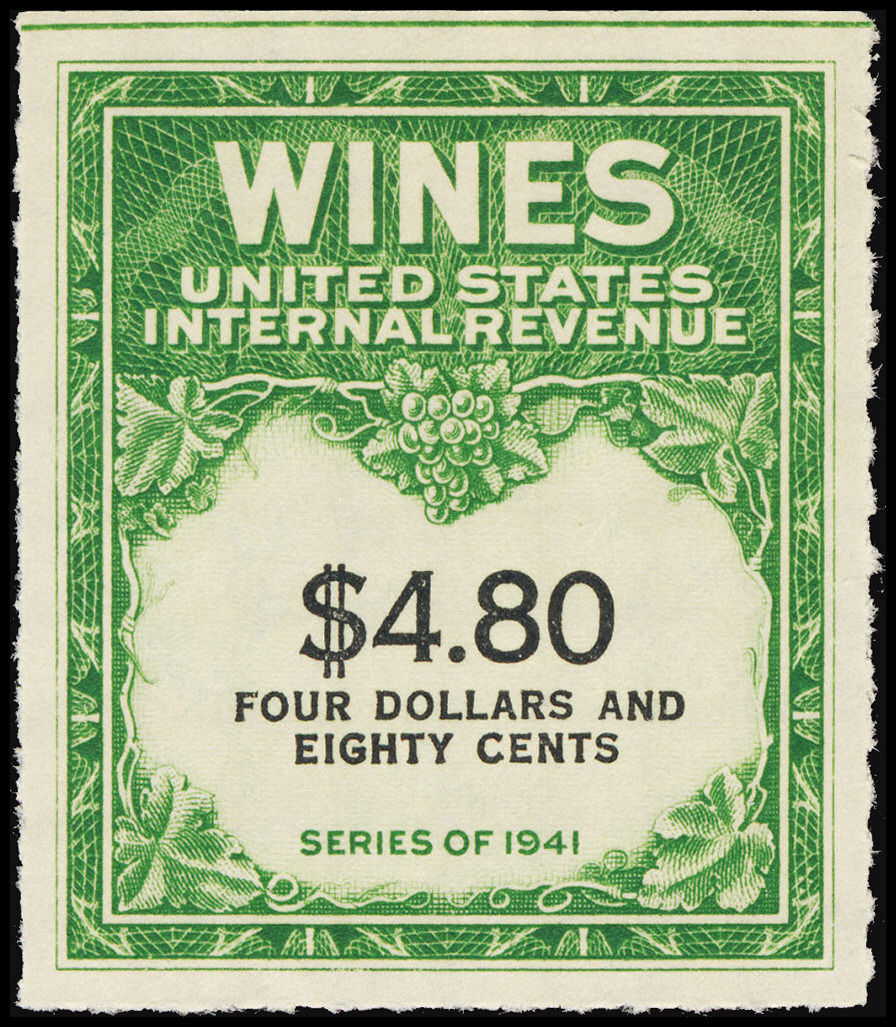 WINES
UNITED STATES
INTERNAL REVENUE
$4.80
FOUR DOLLARS AND
EIGHTY CENTS
SERIES OF 1941